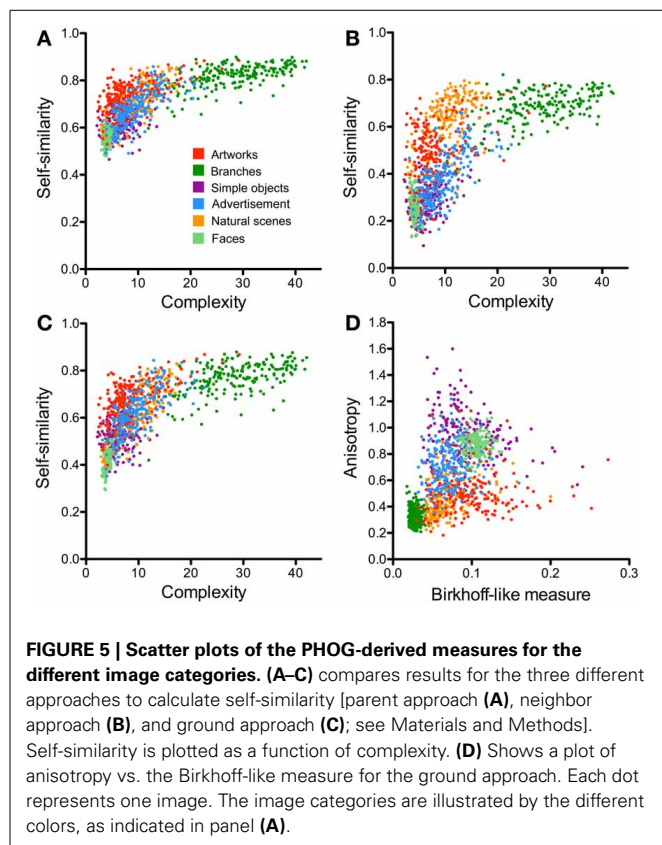 A
B
1.0
0.8
0.6
0.4
0.2
0.0
Self-similarity
0
10
20
30
40
Complexity
Artworks
Branches
Simple objects
Advertisement
Natural scenes
Faces
1.0
0.8
0.6
0.4
0.2
0.0
Self-similarity
0
10
20
30
40
Complexity
C
D
1.0
0.8
0.6
0.4
0.2
0.0
Self-similarity
0
10
20
30
40
Complexity
1.8
1.6
1.4
1.2
1.0
0.8
0.6
0.4
0.2
0.0
Anisotropy
0.0
0.1
0.2
0.3
Birkhoff-like measure
FIGURE 5 | Scatter plots of the PHOG-derived measures for the
different image categories. (A–C) compares results for the three different
approaches to calculate self-similarity [parent approach (A), neighbor
approach (B), and ground approach (C); see Materials and Methods].
Self-similarity is plotted as a function of complexity. (D) Shows a plot of
anisotropy vs. the Birkhoff-like measure for the ground approach. Each dot
represents one image. The image categories are illustrated by the different
colors, as indicated in panel (A).